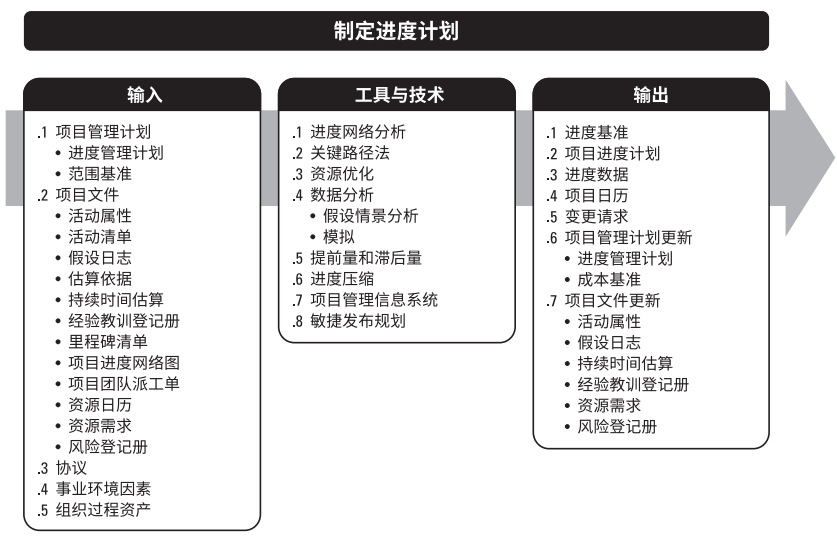 制定进度计划
输入
.1 项目管理计划
• 进度管理计划
• 范围基准
.2 项目文件
• 活动属性
• 活动清单
• 假设日志
• 估算依据
• 持续时间估算
• 经验教训登记册
• 里程碑清单
• 项目进度网络图
• 项目团队派工单
• 资源日历
• 资源需求
• 风险登记册
.3 协议
.4 事业环境因素
.5 组织过程资产
工具与技术
.1 进度网络分析
.2 关键路径法
.3 资源优化
.4 数据分析
• 假设情景分析
• 模拟
.5 提前量和滞后量
.6 进度压缩
.7 项目管理信息系统
.8 敏捷发布规划
输出
.1 进度基准
.2 项目进度计划
.3 进度数据
.4 项目日历
.5 变更请求
.6 项目管理计划更新
• 进度管理计划
• 成本基准
.7 项目文件更新
• 活动属性
• 假设日志
• 持续时间估算
• 经验教训登记册
• 资源需求
• 风险登记册